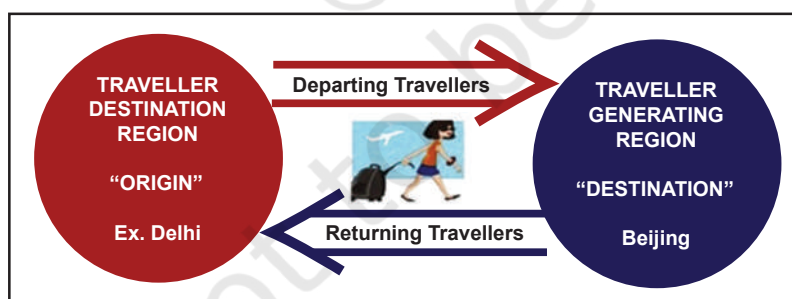 TRAVELLER
DESTINATION
REGION
“ORIGIN”
Ex. Delhi
Departing Travellers
Returning Travellers
TRAVELLER
GENERATING
REGION
“DESTINATION”
Beijing